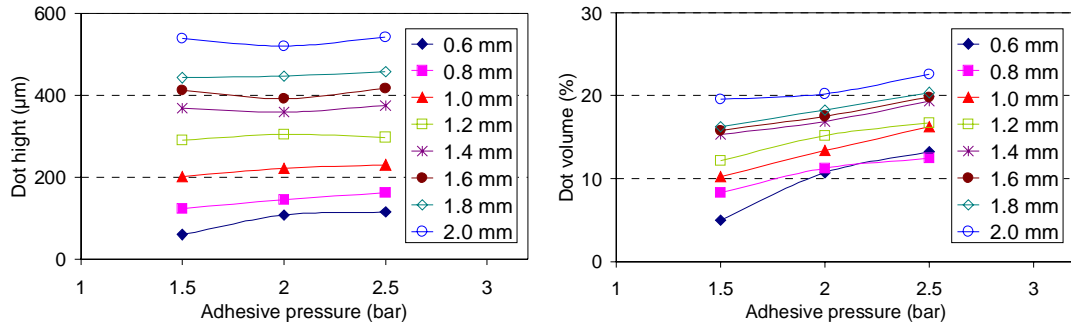 600
400
200
0
Dot hight (µm)
1 1.5 2 2.5 3
Adhesive pressure (bar)
0.6 mm
0.8 mm
1.0 mm
1.2 mm
1.4 mm
1.6 mm
1.8 mm
2.0 mm
30
20
10
0
Dot volume (%)
1 1.5 2 2.5 3
Adhesive pressure (bar)
0.6 mm
0.8 mm
1.0 mm
1.2 mm
1.4 mm
1.6 mm
1.8 mm
2.0 mm